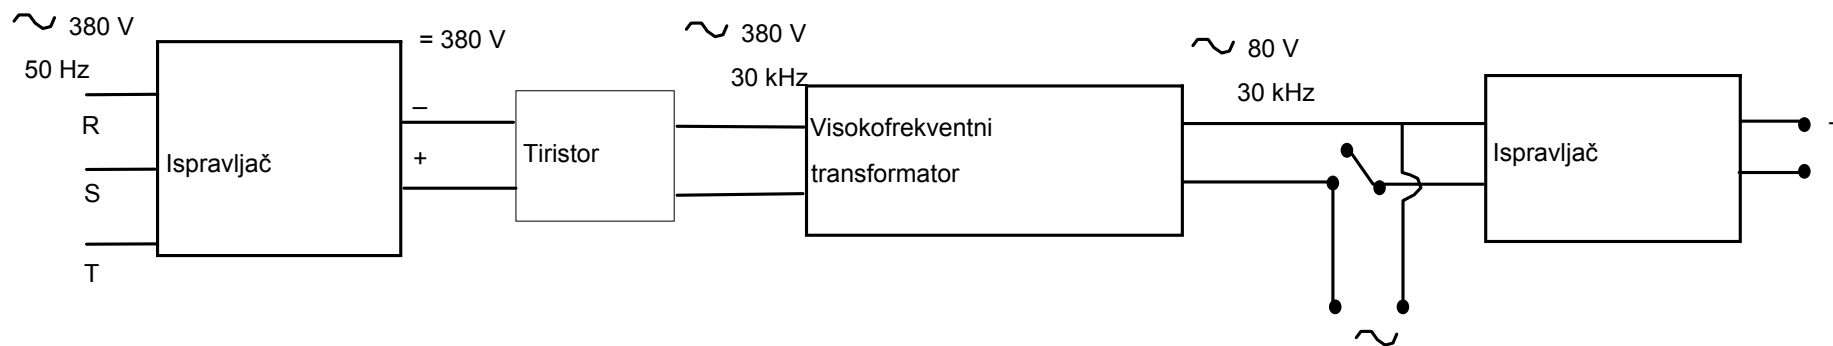 380 V
50 Hz
R
S
T
Ispravljač
= 380 V
–
+
Tiristor
380 V
30 kHz
Visokofrekventni
transformator
80 V
30 kHz
Ispravljač